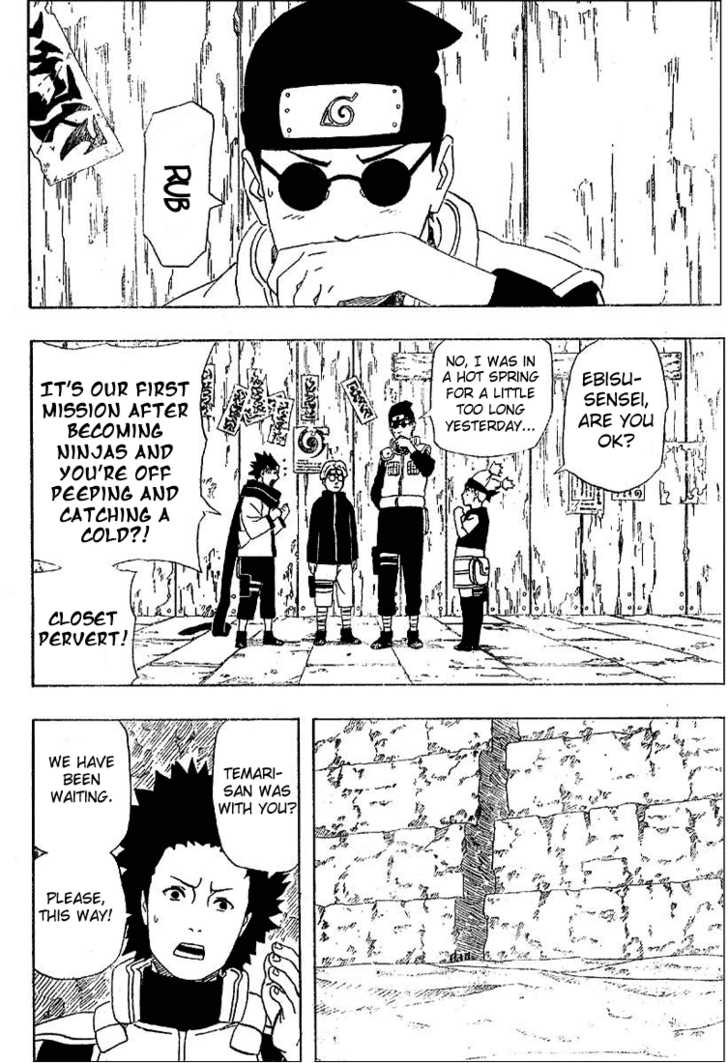 RUB
EBISU-
SENSEI,
ARE YOU
OK?
NO, I WAS IN
A HOT SPRING
FOR A LITTLE
TOO LONG
YESTERDAY...
IT'S OUR FIRST
MISSION AFTER
BECOMING
NINJAS AND
YOU'RE OFF
PEEPING AND
CATCHING A
COLD?!
CLOSET
PERVERT!
TEMARI-
SAN WAS
WITH YOU?
WE HAVE
BEEN
WAITING.
PLEASE,
THIS WAY!